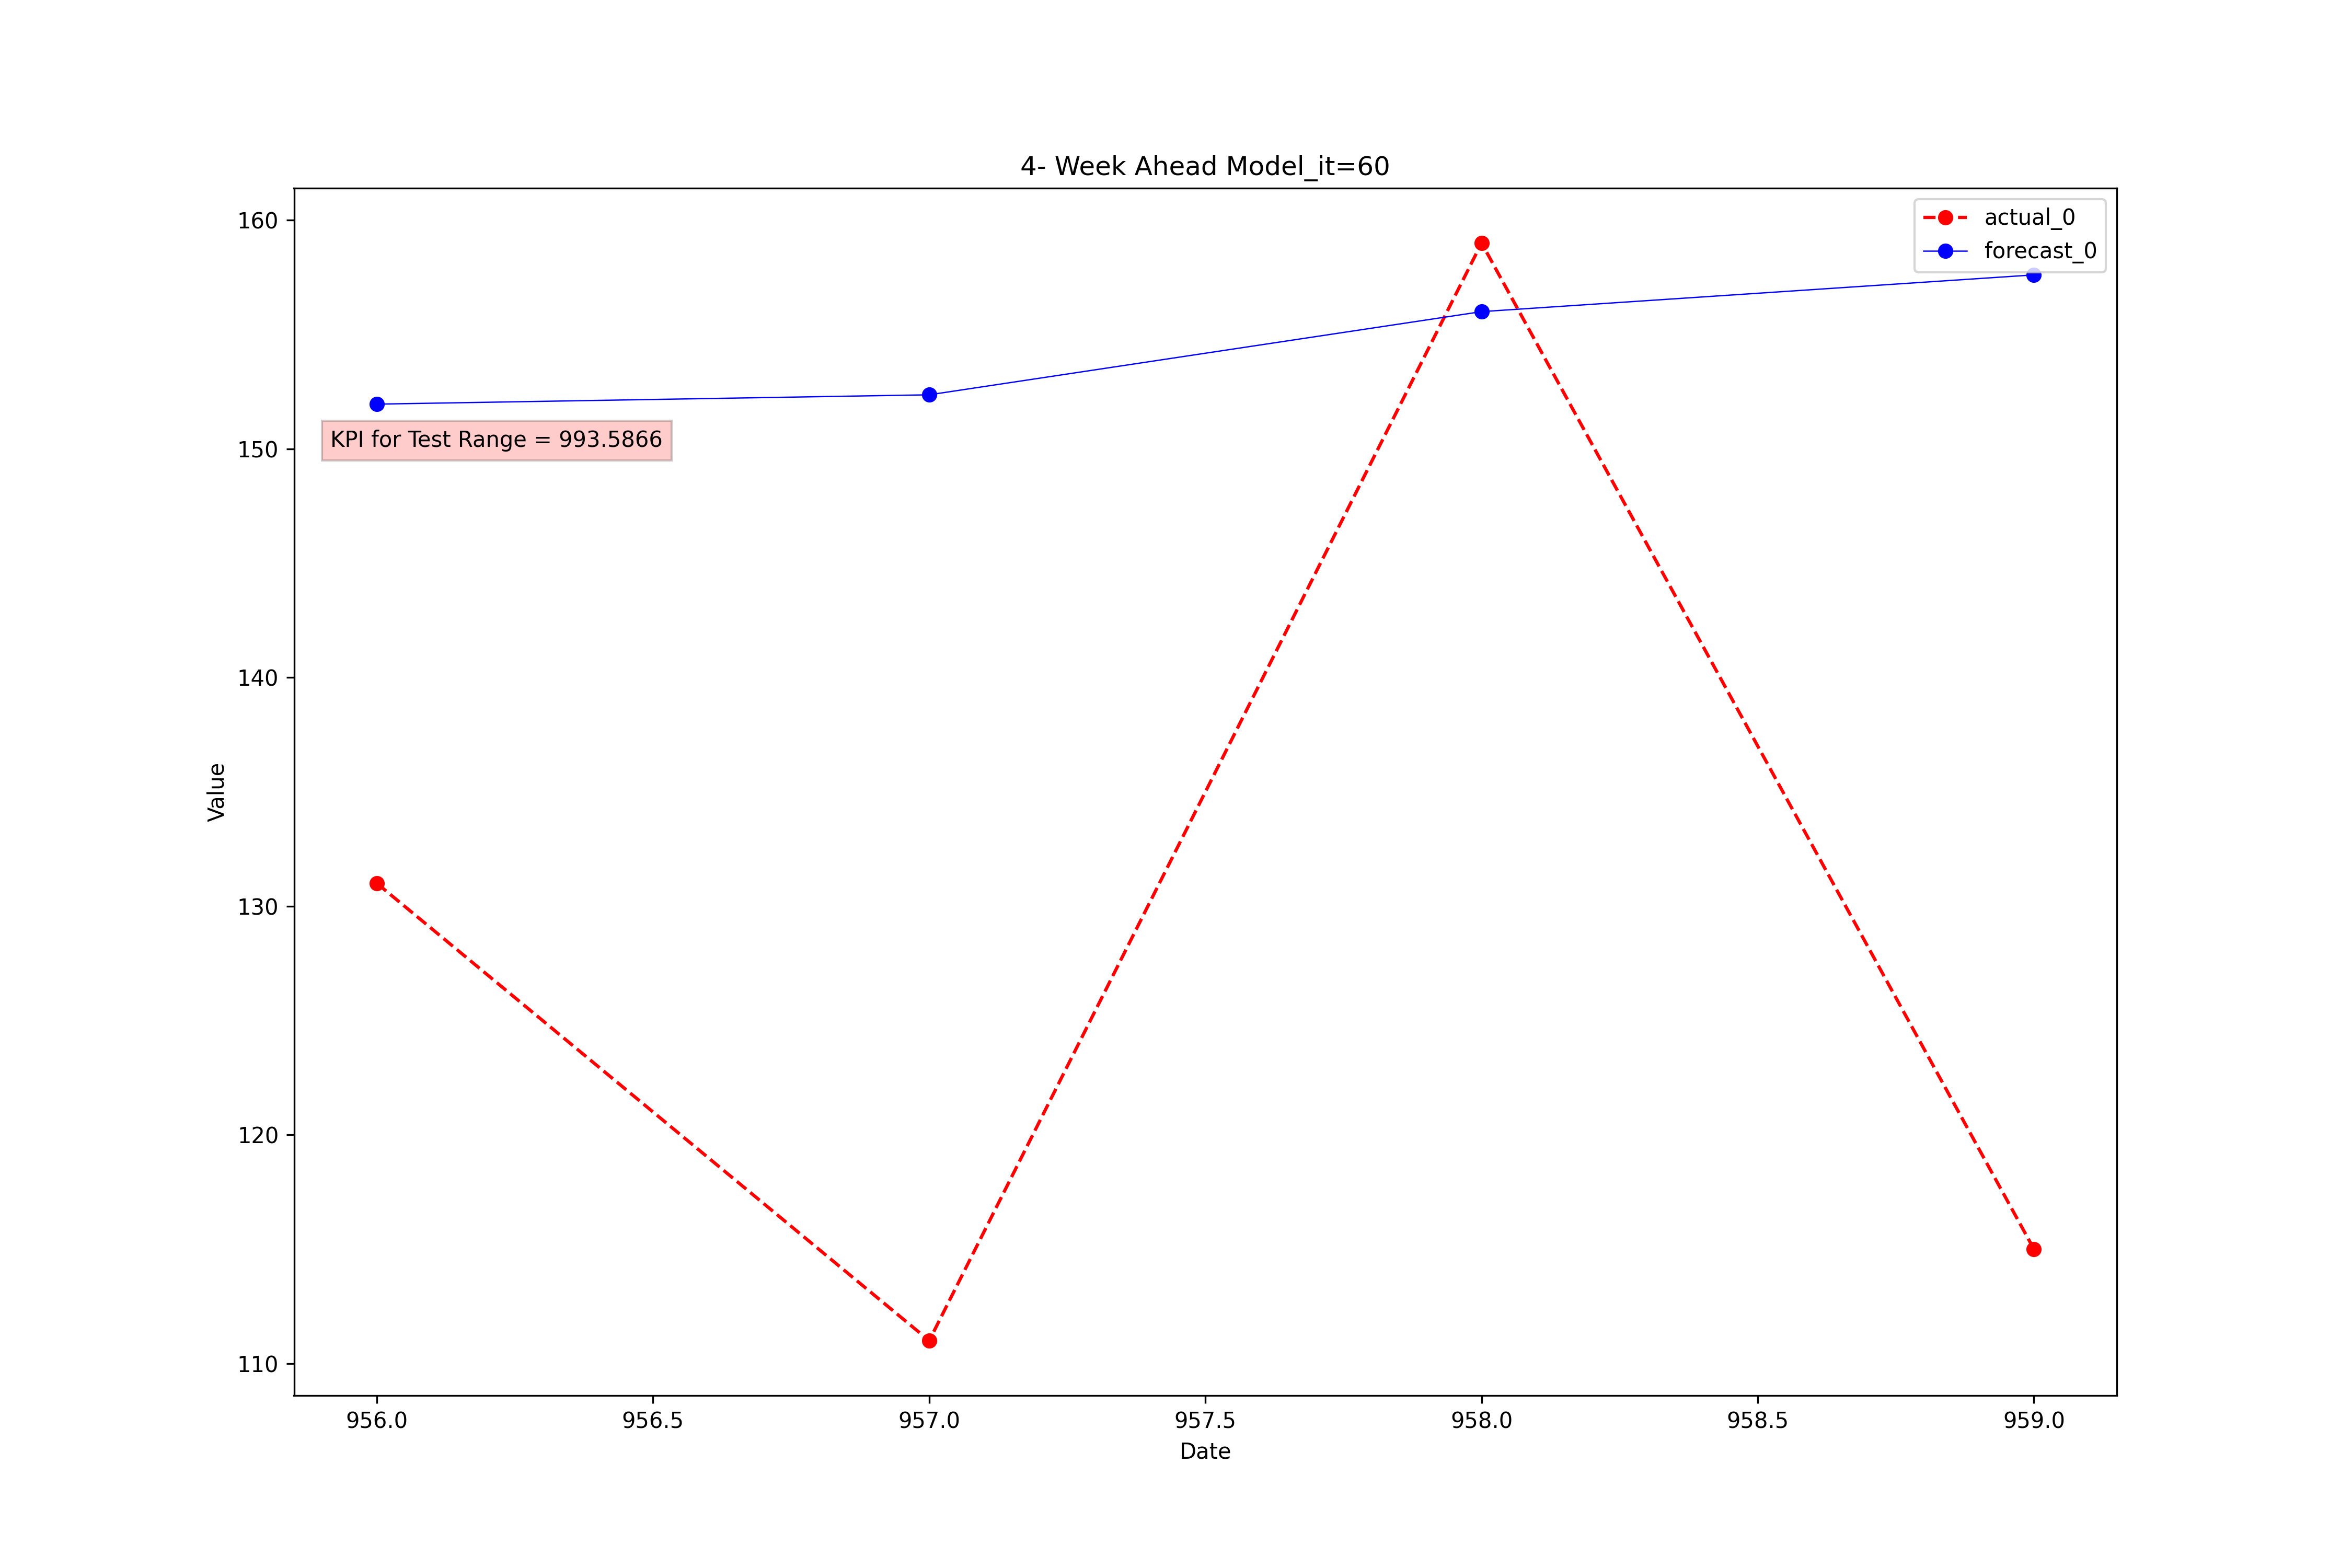 4- Week Ahead Model_it=60
actual_0
forecast_0
KPI for Test Range = 993.5866
Value
160
150
140
130
120
110
956.0 956.5 957.0 957.5 958.0 958.5 959.0
Date